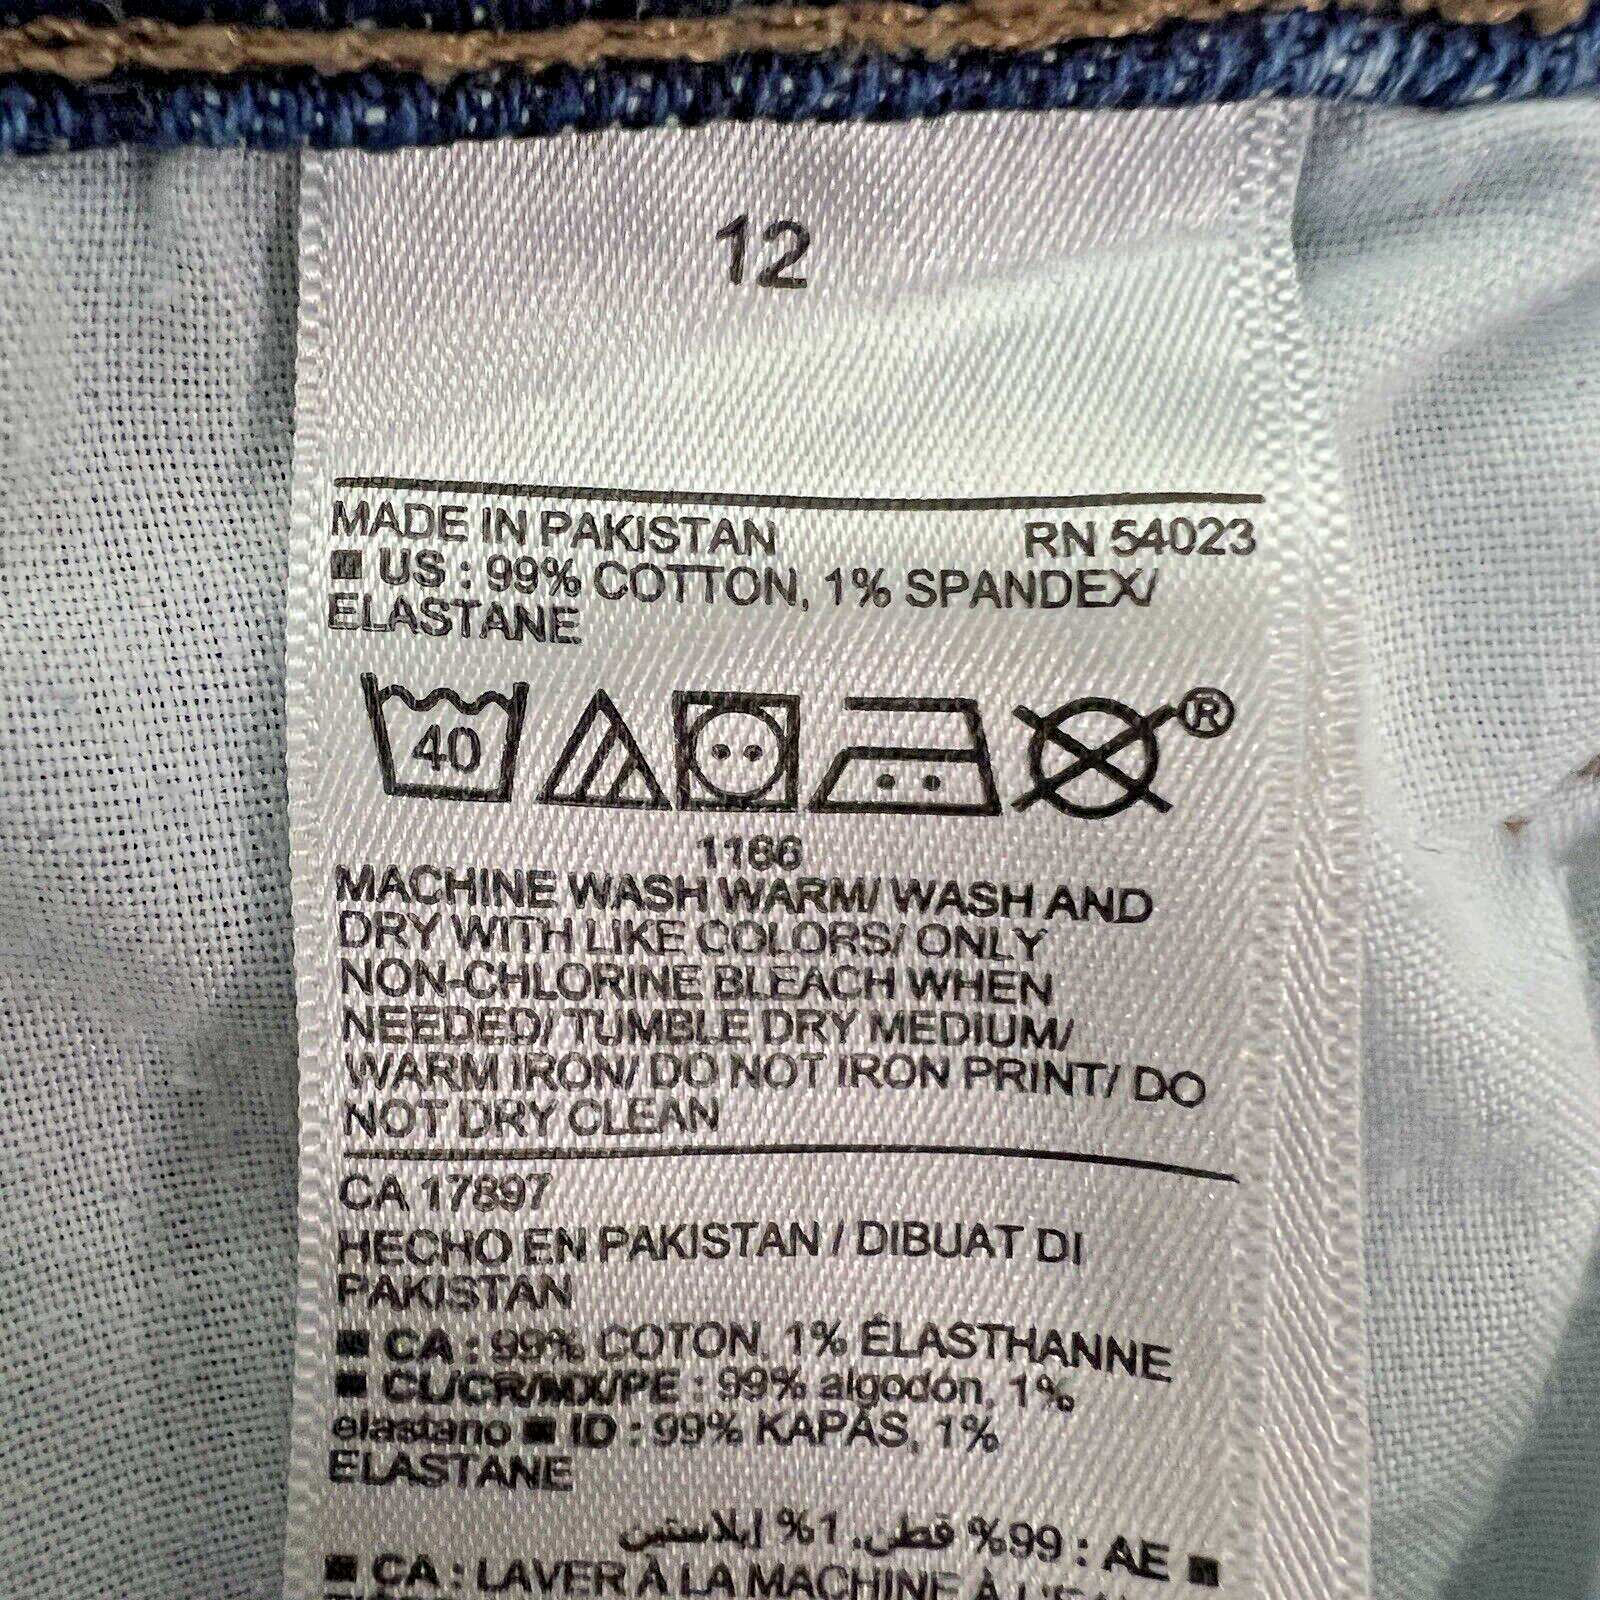 12
MADE IN PAKISTAN RN 54023
■ US : 99% COTTON, 1% SPANDEX/
ELASTANE
40 ®
1166
MACHINE WASH WARM/ WASH AND
DRY WITH LIKE COLORS/ ONLY
NON-CHLORINE BLEACH WHEN
NEEDED/ TUMBLE DRY MEDIUM/
WARM IRON/ DO NOT IRON PRINT/ DO
NOT DRY CLEAN
CA 17897
HECHO EN PAKISTAN / DIBUAT DI
PAKISTAN
■ CA : 99% COTON, 1% ÉLASTHANNE
■ CL/CR/MX/PE : 99% algodón, 1%
elastano ■ ID : 99% KAPAS, 1%
ELASTANE
■ AE : 99% قطن, 1% إيلاستين
■ CA : LAVER À LA MACHINE À